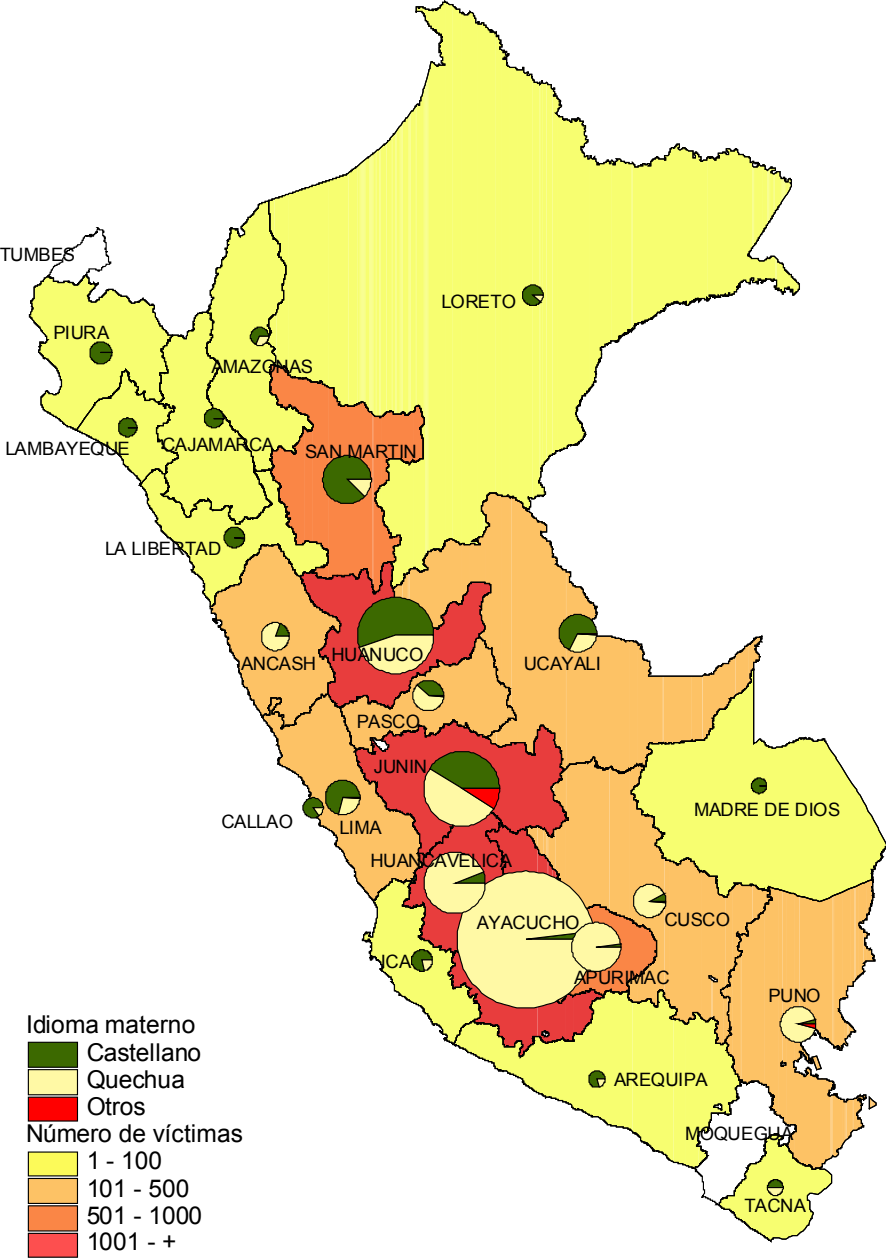 TUMBES
LORETO
PIURA
AMAZONAS
LAMBAYEQUE
CAJAMARCA
SAN MARTIN
LA LIBERTAD
HUANUCO
ANCASH
UCAYALI
PASCO
JUNIN
CALLAO
LIMA
MADRE DE DIOS
HUANCAVELICA
AYACUCHO
CUSCO
ICA
APURIMAC
PUNO
AREQUIPA
MOQUEGUA
TACNA
Idioma materno
Castellano
Quechua
Otros
Número de víctimas
1 - 100
101 - 500
501 - 1000
1001 - +